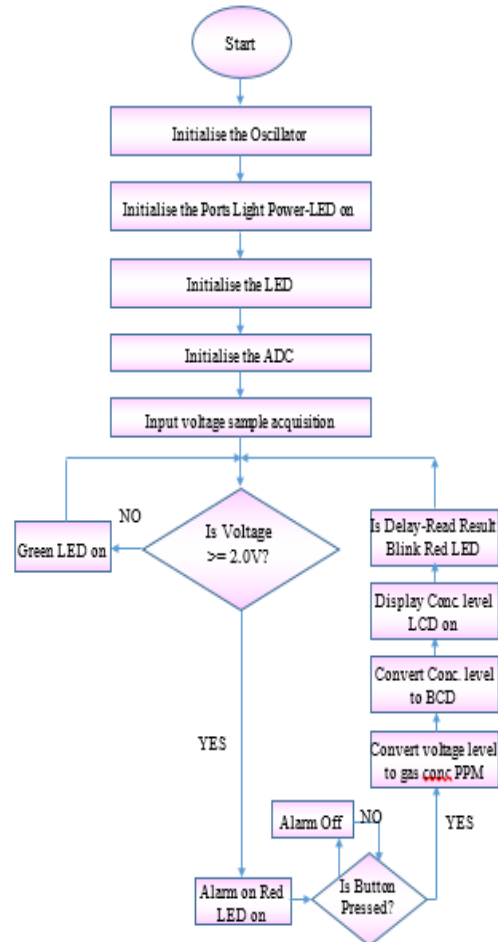 Start
Initialise the Oscillator
Initialise the Ports Light Power-LED on
Initialise the LED
Initialise the ADC
Input voltage sample acquisition
NO
Green LED on
Is Voltage
>= 2.0V?
Is Delay-Read Result
Blink Red LED
Display Conc. level
LCD on
Convert Conc. level
to BCD
Convert voltage level
to gas conc PPM
YES
YES
Alarm Off
NO
Alarm on Red
LED on
Is Button
Pressed?